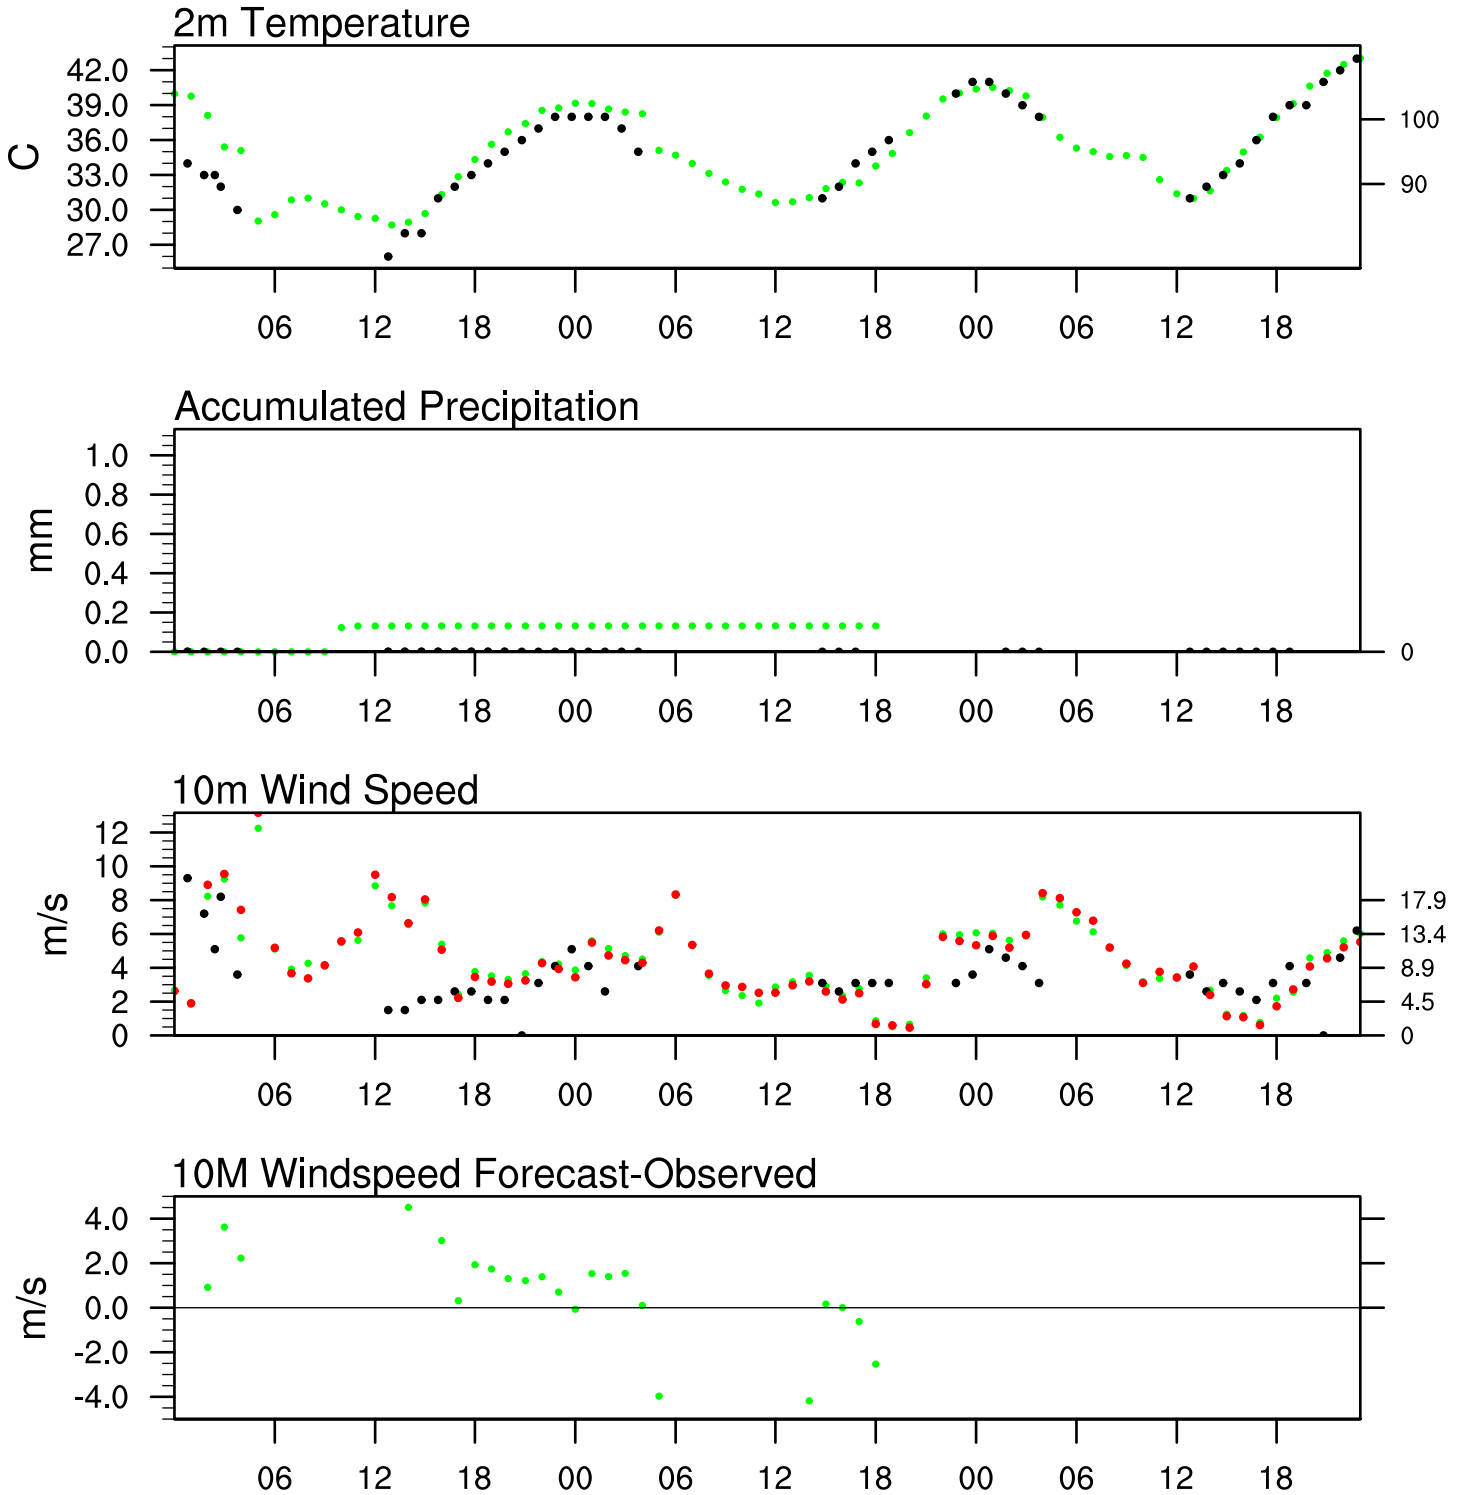 2m Temperature
42.0
39.0
36.0
33.0
30.0
27.0
C
100
90
06 12 18 00 06 12 18 00 06 12 18
Accumulated Precipitation
1.0
0.8
0.6
0.4
0.2
0.0
mm
0
06 12 18 00 06 12 18 00 06 12 18
10m Wind Speed
12
10
8
6
4
2
0
m/s
17.9
13.4
8.9
4.5
0
06 12 18 00 06 12 18 00 06 12 18
10M Windspeed Forecast-Observed
4.0
2.0
0.0
-2.0
-4.0
m/s
06 12 18 00 06 12 18 00 06 12 18